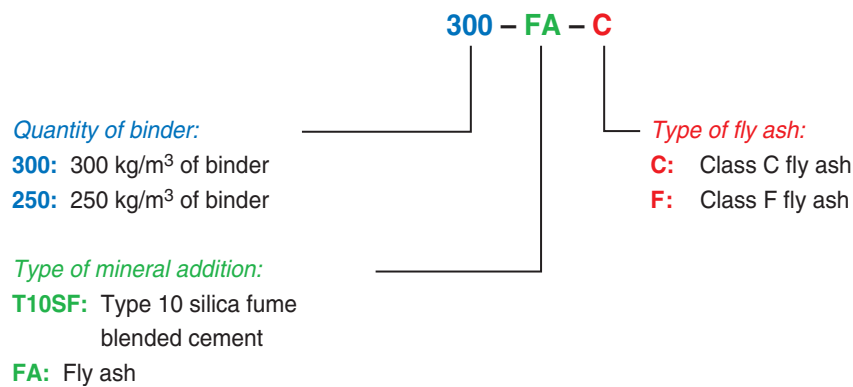 300 – FA – C
Quantity of binder:
300: 300 kg/m³ of binder
250: 250 kg/m³ of binder
Type of fly ash:
C: Class C fly ash
F: Class F fly ash
Type of mineral addition:
T10SF: Type 10 silica fume
blended cement
FA: Fly ash